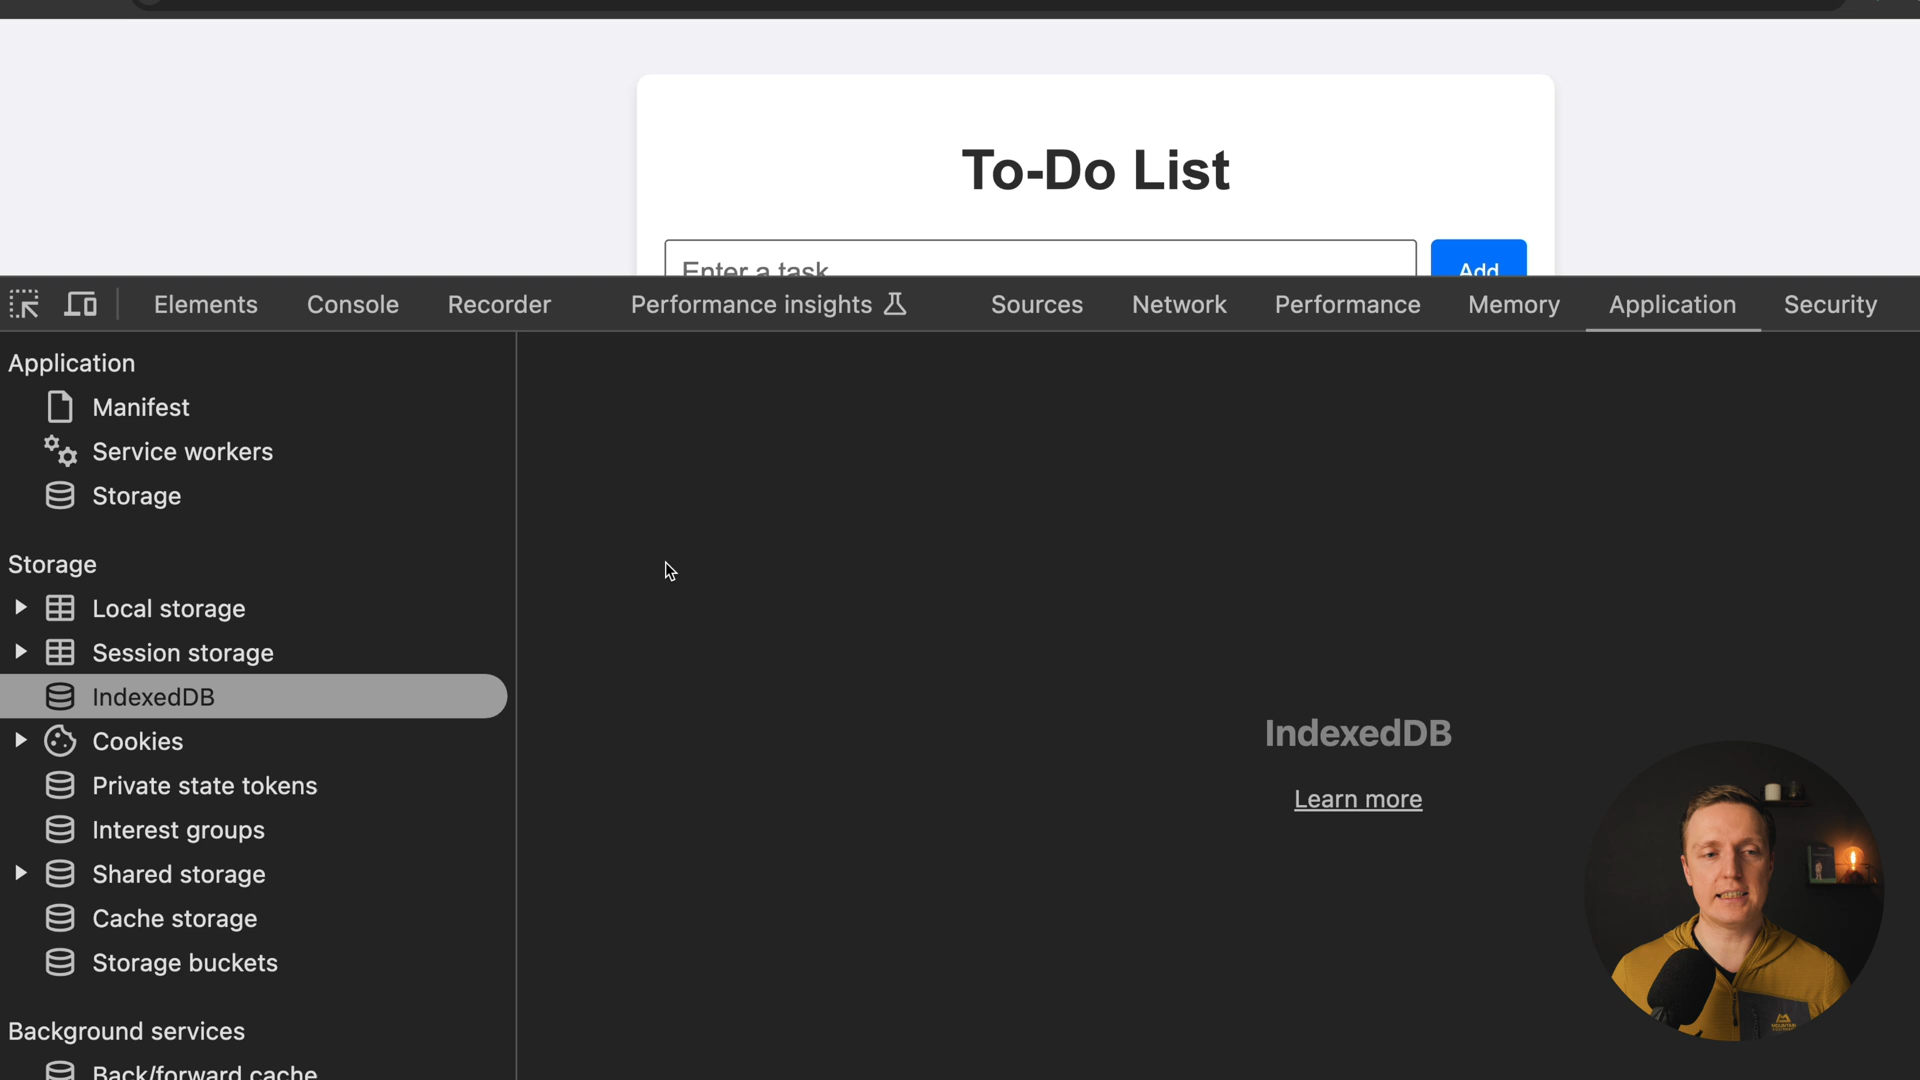 To-Do List
Enter a task
Add
Elements Console Recorder Performance insights Sources Network Performance Memory Application Security
Application
Manifest
Service workers
Storage
Storage
Local storage
Session storage
IndexedDB
Cookies
Private state tokens
Interest groups
Shared storage
Cache storage
Storage buckets
Background services
Back/forward cache
IndexedDB
Learn more
MOUNTAIN
EQUIPMENT